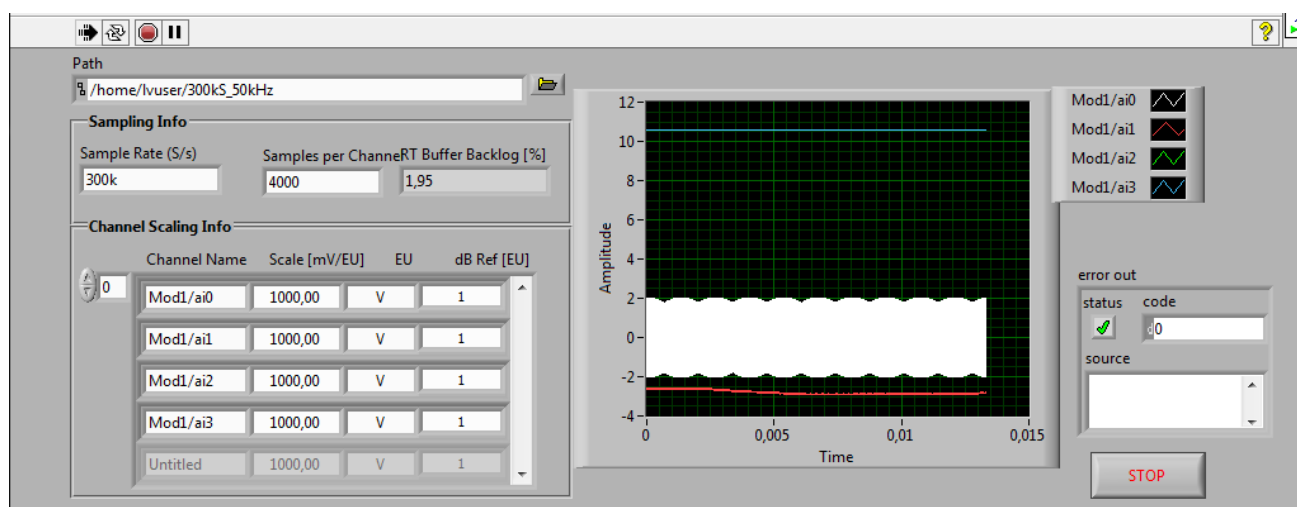 Path
/home/lvuser/300kS_50kHz
Sampling Info
Sample Rate (S/s) Samples per Channe RT Buffer Backlog [%]
300k 4000 1,95
Channel Scaling Info
Channel Name Scale [mV/EU] EU dB Ref [EU]
0
Mod1/ai0 1000,00 V 1
Mod1/ai1 1000,00 V 1
Mod1/ai2 1000,00 V 1
Mod1/ai3 1000,00 V 1
Untitled 1000,00 V 1
Amplitude
12
10
8
6
4
2
0
-2
-4
0 0,005 0,01 0,015
Time
Mod1/ai0
Mod1/ai1
Mod1/ai2
Mod1/ai3
error out
status code
d 0
source
STOP